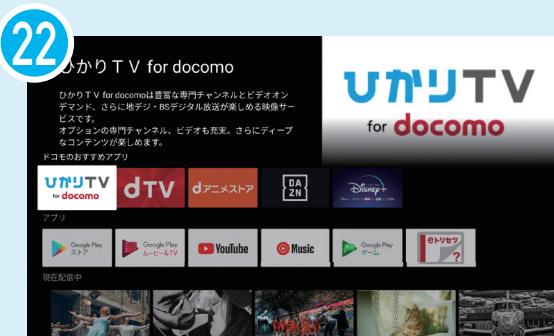 22
ひかりTV for docomo
ひかりTV for docomoは豊富な専門チャンネルとビデオオン
デマンド、さらに地デジ・BSデジタル放送が楽しめる映像サー
ビスです。
オプションの専門チャンネル、ビデオも充実。さらにディープ
なコンテンツが楽しめます。
ひかりTV
for docomo
ドコモのおすすめアプリ
ひかりTV
for docomo
dTV
dアニメストア
DA
ZN
Disney+
アプリ
Google Play
ストア
Google Play
ムービー&TV
YouTube
Music
Google Play
ゲーム
eトリセツ
?
現在配信中